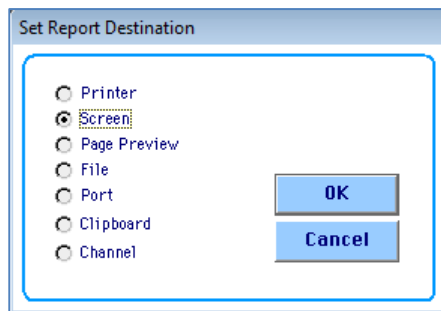 Set Report Destination
Printer
Screen
Page Preview
File
Port
Clipboard
Channel
OK
Cancel